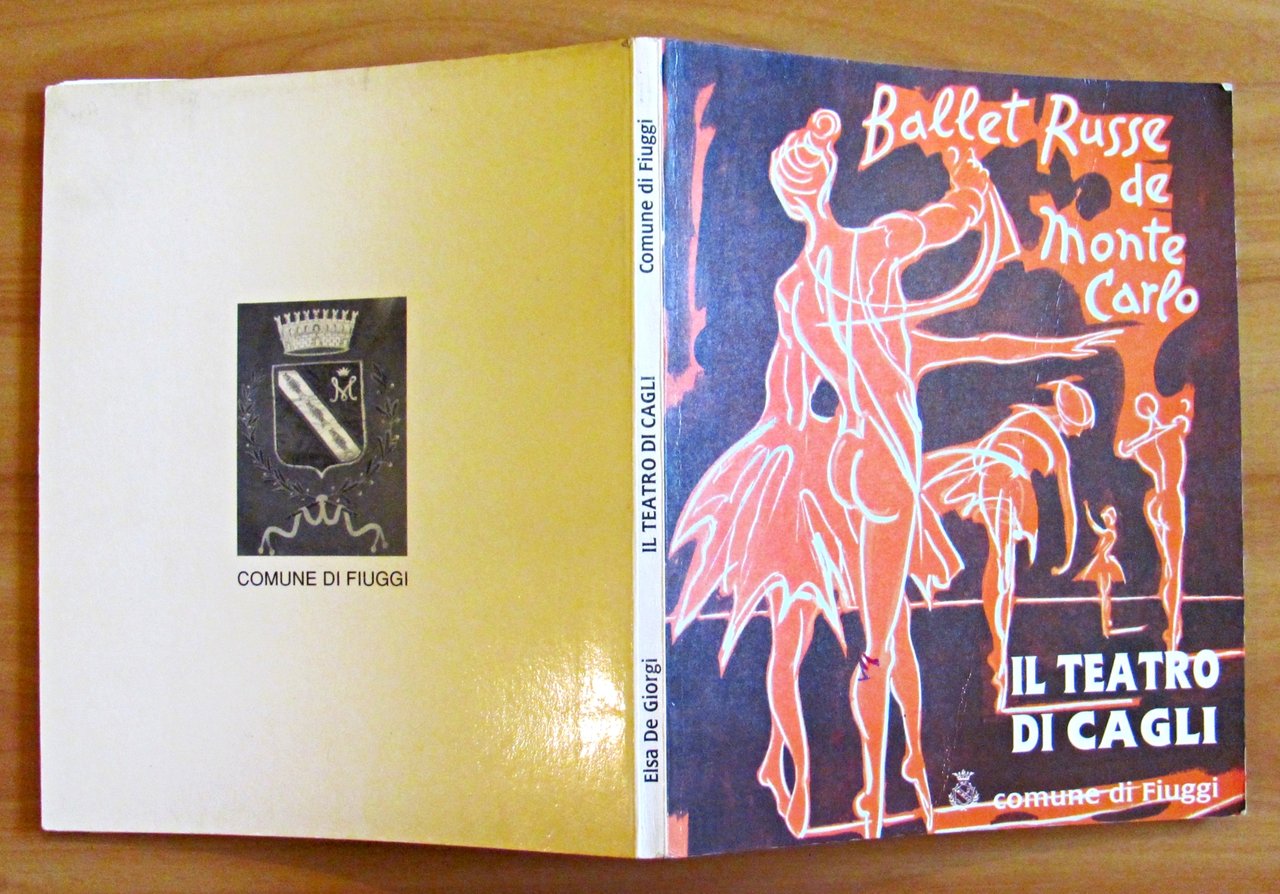 M
COMUNE DI FIUGGI
Elsa De Giorgi
IL TEATRO DI CAGLI
Comune di Fiuggi
Ballet Russe
de
Monte
Carlo
IL TEATRO
DI CAGLI
comune di Fiuggi